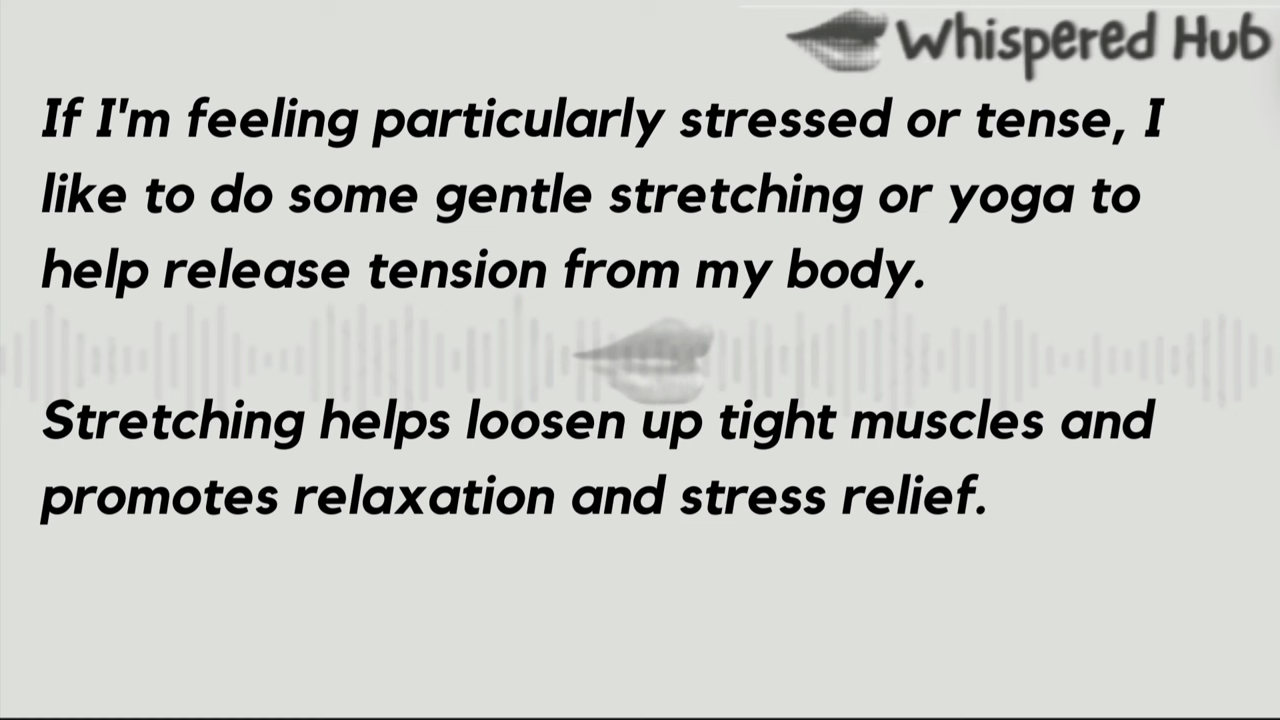 Whispered Hub
If I'm feeling particularly stressed or tense, I
like to do some gentle stretching or yoga to
help release tension from my body.
Stretching helps loosen up tight muscles and
promotes relaxation and stress relief.